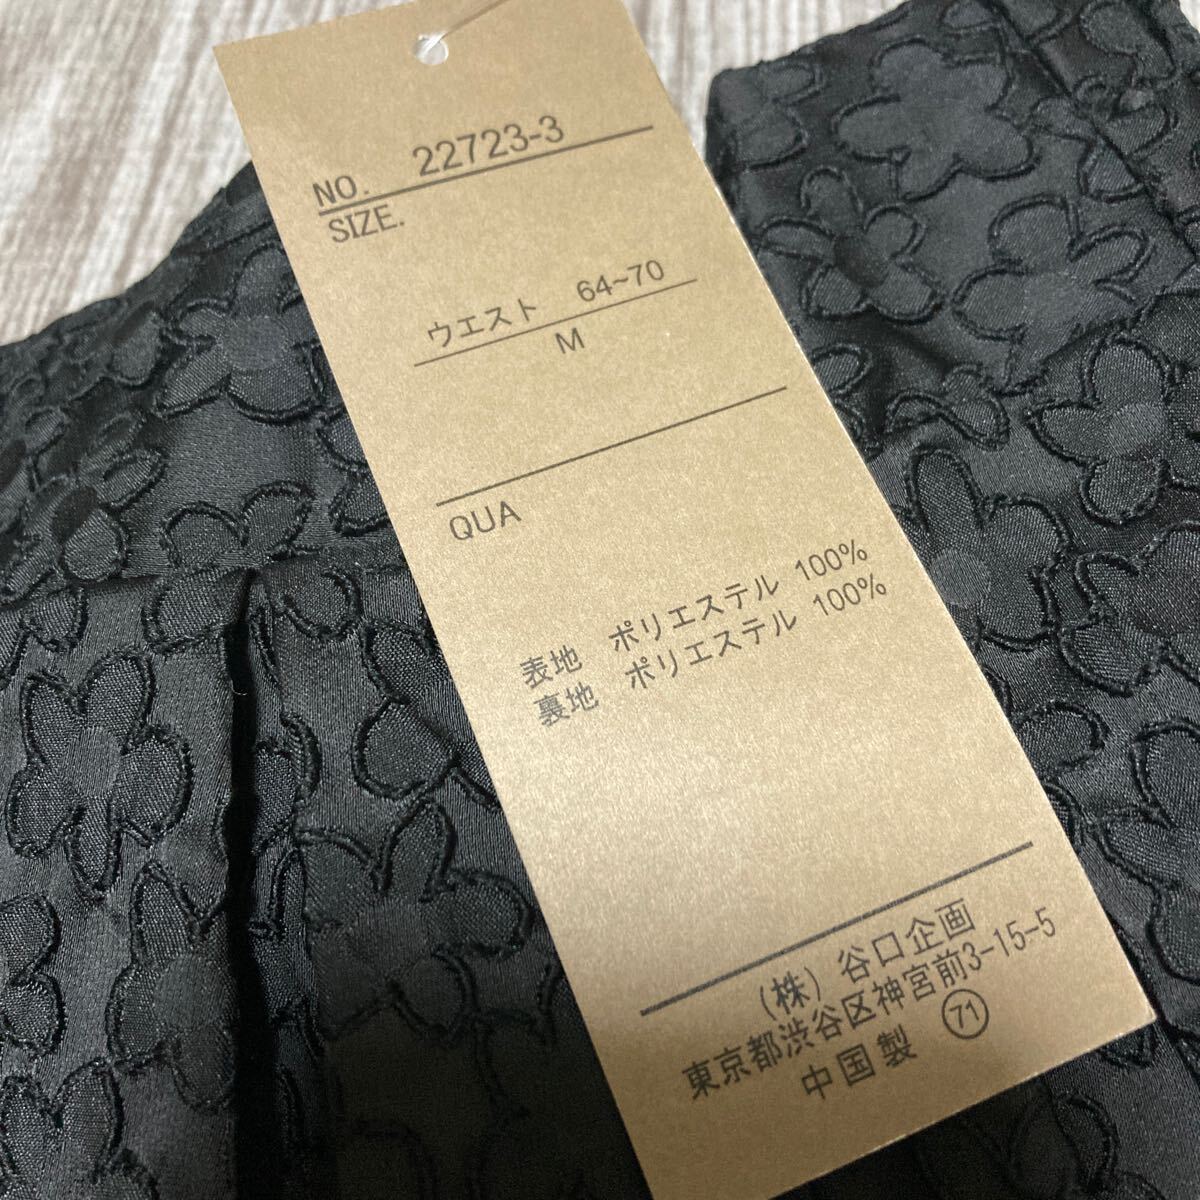 NO. 22723-3
SIZE.
ウエスト 64~70
M
QUA
表地 ポリエステル 100%
裏地 ポリエステル 100%
(株) 谷口企画
東京都渋谷区神宮前3-15-5
中国製 71